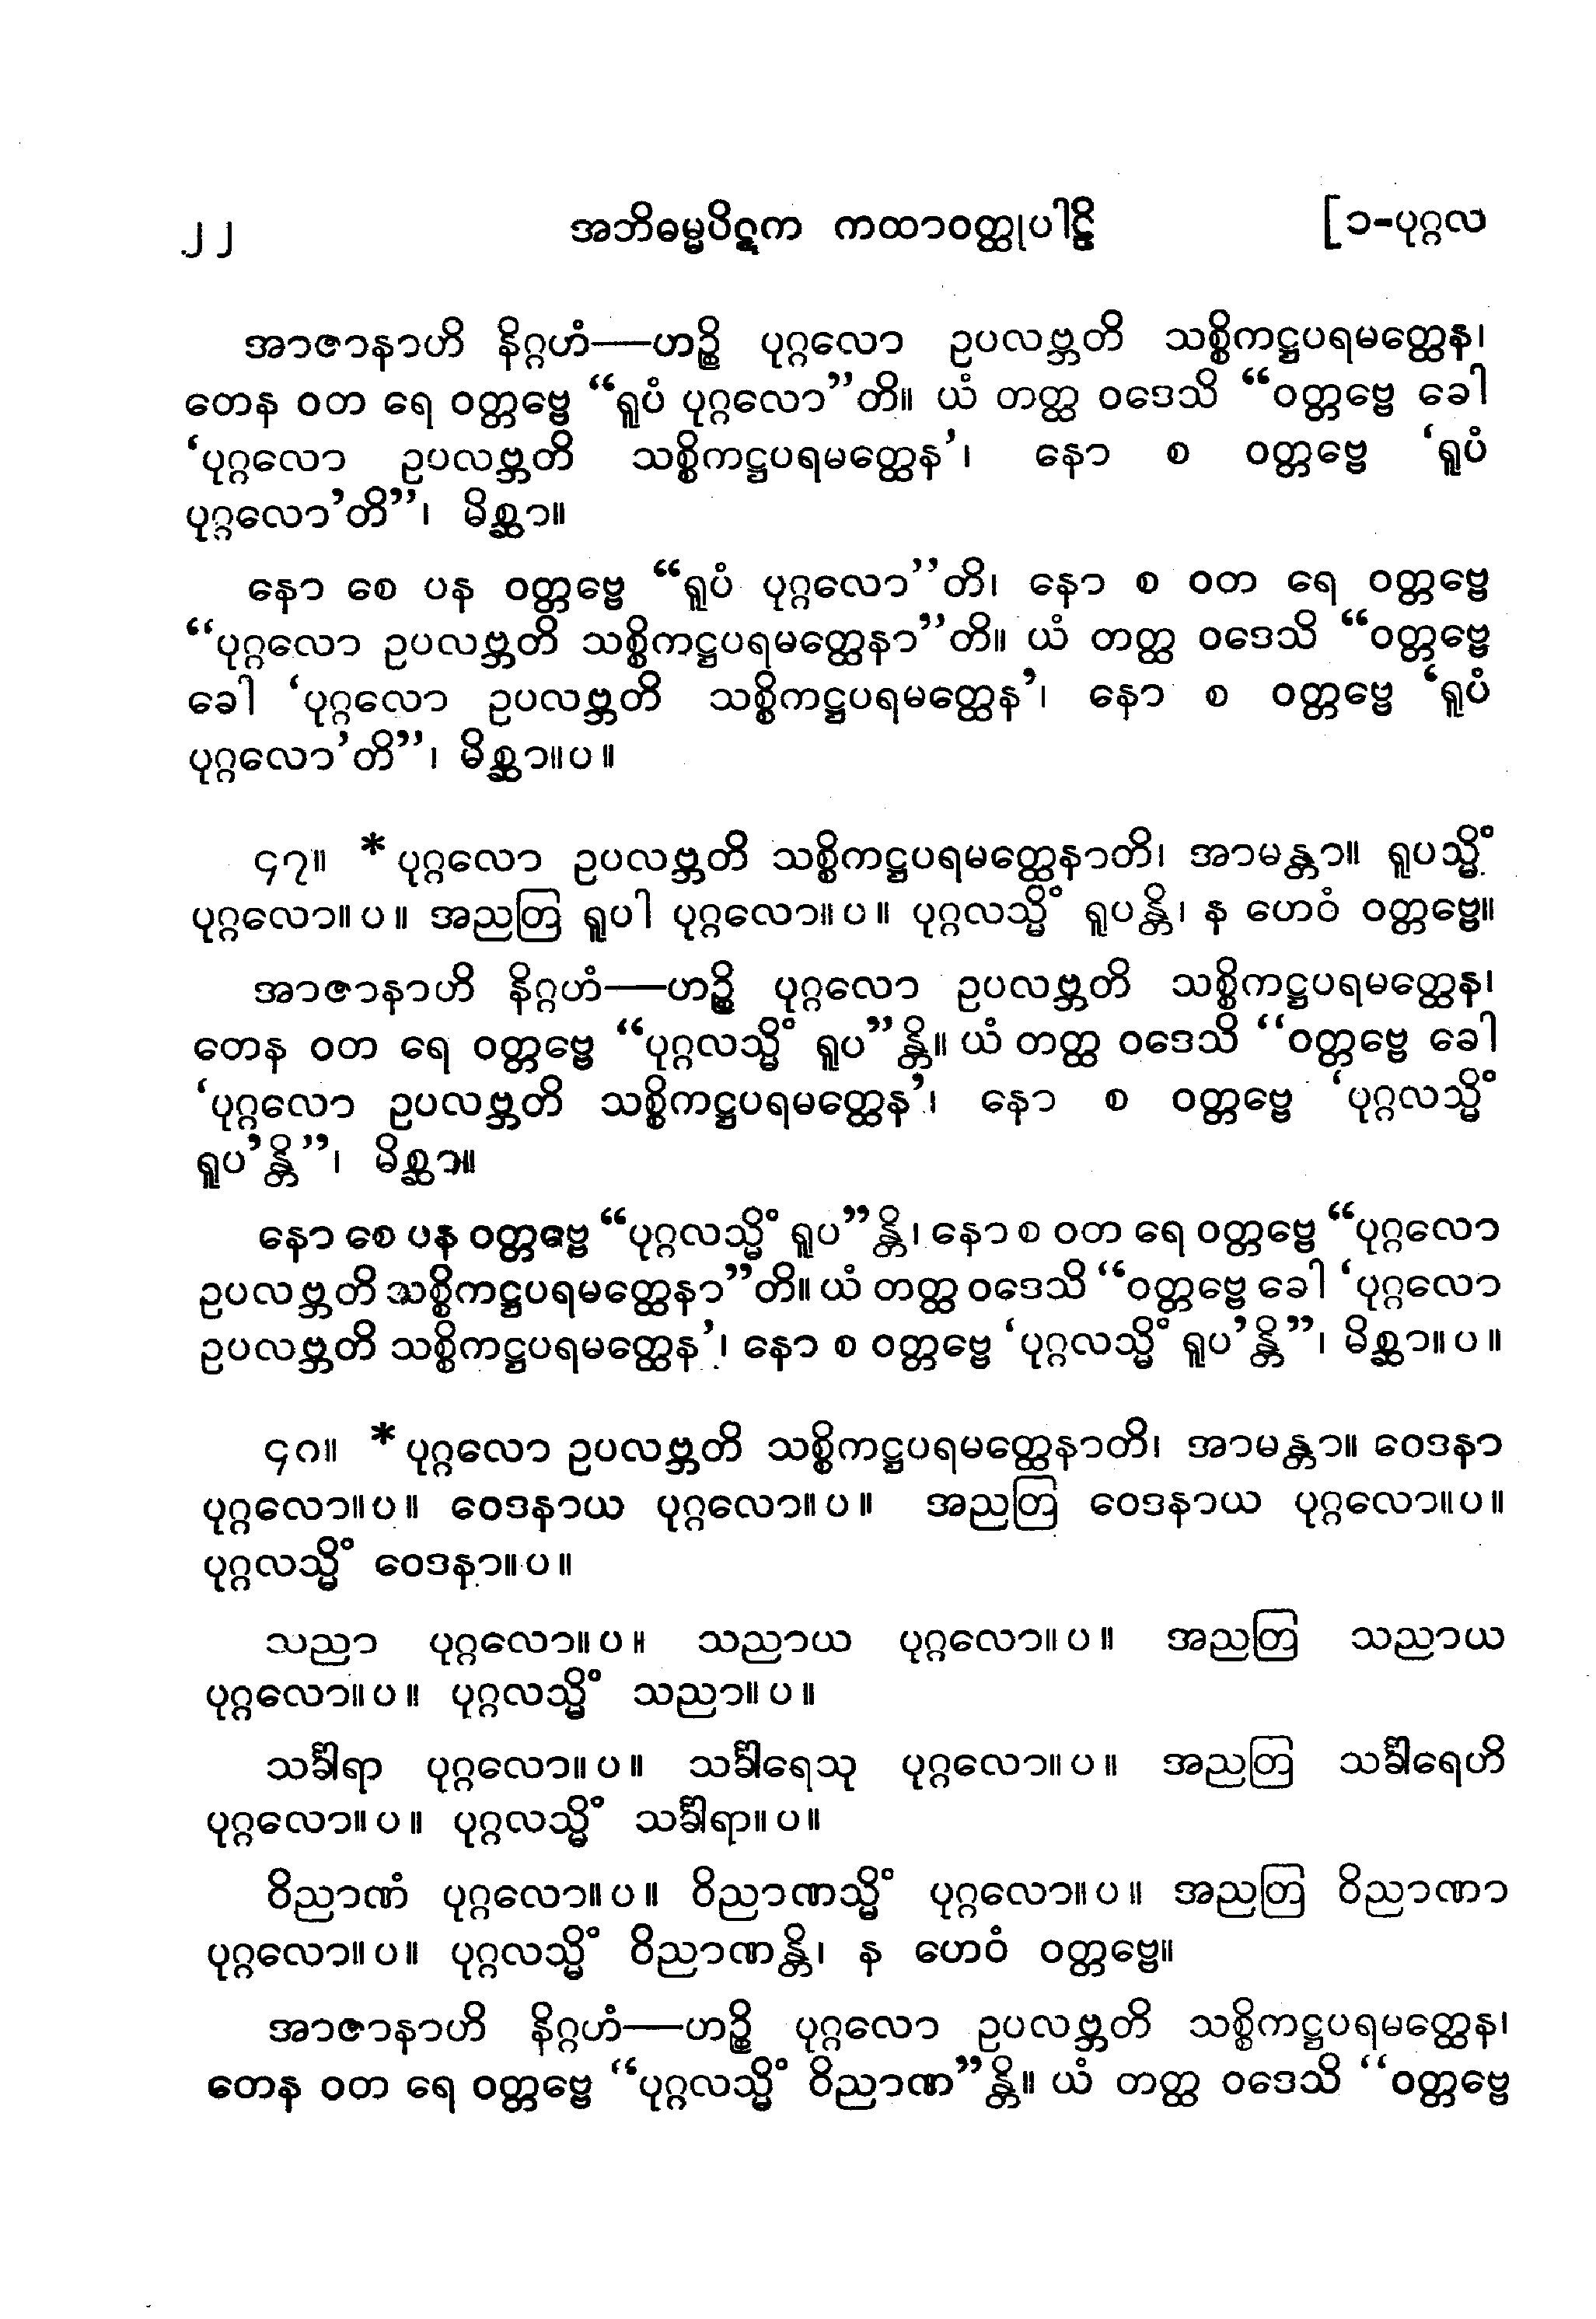 ၂၂ အဘိဓမ္မပိဋက ကထာဝတ္ထုပါဠိ [၁-ပုဂ္ဂလ
အာဇာနာဟိ နိဂ္ဂဟံ—ဟဉ္စိ ပုဂ္ဂလော ဥပလဗ္ဘတိ သစ္စိကဋ္ဌပရမတ္ထေန၊
တေန ဝတ ရေ ဝတ္တဗ္ဗေ “ရူပံ ပုဂ္ဂလော”တိ။ ယံ တတ္ထ ဝဒေသိ “ဝတ္တဗ္ဗေ ခေါ
‘ပုဂ္ဂလော ဥပလဗ္ဘတိ သစ္စိကဋ္ဌပရမတ္ထေန’၊ နော စ ဝတ္တဗ္ဗေ ‘ရူပံ
ပုဂ္ဂလော’တိ”၊ မိစ္ဆာ။
နော စေ ပန ဝတ္တဗ္ဗေ “ရူပံ ပုဂ္ဂလော”တိ၊ နော စ ဝတ ရေ ဝတ္တဗ္ဗေ
“ပုဂ္ဂလော ဥပလဗ္ဘတိ သစ္စိကဋ္ဌပရမတ္ထေနာ”တိ။ ယံ တတ္ထ ဝဒေသိ “ဝတ္တဗ္ဗေ
ခေါ ‘ပုဂ္ဂလော ဥပလဗ္ဘတိ သစ္စိကဋ္ဌပရမတ္ထေန’၊ နော စ ဝတ္တဗ္ဗေ ‘ရူပံ
ပုဂ္ဂလော’တိ”၊ မိစ္ဆာ။ပ။
၄၇။ *ပုဂ္ဂလော ဥပလဗ္ဘတိ သစ္စိကဋ္ဌပရမတ္ထေနာတိ၊ အာမန္တာ။ ရူပသ္မိံ
ပုဂ္ဂလော။ပ။ အညတြ ရူပါ ပုဂ္ဂလော။ပ။ ပုဂ္ဂလသ္မိံ ရူပန္တိ၊ န ဟေဝံ ဝတ္တဗ္ဗေ။
အာဇာနာဟိ နိဂ္ဂဟံ—ဟဉ္စိ ပုဂ္ဂလော ဥပလဗ္ဘတိ သစ္စိကဋ္ဌပရမတ္ထေန၊
တေန ဝတ ရေ ဝတ္တဗ္ဗေ “ပုဂ္ဂလသ္မိံ ရူပ”န္တိ။ ယံ တတ္ထ ဝဒေသိ “ဝတ္တဗ္ဗေ ခေါ
‘ပုဂ္ဂလော ဥပလဗ္ဘတိ သစ္စိကဋ္ဌပရမတ္ထေန’၊ နော စ ဝတ္တဗ္ဗေ ‘ပုဂ္ဂလသ္မိံ
ရူပ’န္တိ”၊ မိစ္ဆာ။
နော စေ ပန ဝတ္တဗ္ဗေ “ပုဂ္ဂလသ္မိံ ရူပ”န္တိ၊ နော စ ဝတ ရေ ဝတ္တဗ္ဗေ “ပုဂ္ဂလော
ဥပလဗ္ဘတိ သစ္စိကဋ္ဌပရမတ္ထေနာ”တိ။ ယံ တတ္ထ ဝဒေသိ “ဝတ္တဗ္ဗေ ခေါ ‘ပုဂ္ဂလော
ဥပလဗ္ဘတိ သစ္စိကဋ္ဌပရမတ္ထေန’၊ နော စ ဝတ္တဗ္ဗေ ‘ပုဂ္ဂလသ္မိံ ရူပ’န္တိ”၊ မိစ္ဆာ။ပ။
၄၈။ *ပုဂ္ဂလော ဥပလဗ္ဘတိ သစ္စိကဋ္ဌပရမတ္ထေနာတိ၊ အာမန္တာ။ ဝေဒနာ
ပုဂ္ဂလော။ပ။ ဝေဒနာယ ပုဂ္ဂလော။ပ။ အညတြ ဝေဒနာယ ပုဂ္ဂလော။ပ။
ပုဂ္ဂလသ္မိံ ဝေဒနာ။ပ။
သညာ ပုဂ္ဂလော။ပ။ သညာယ ပုဂ္ဂလော။ပ။ အညတြ သညာယ
ပုဂ္ဂလော။ပ။ ပုဂ္ဂလသ္မိံ သညာ။ပ။
သင်္ခါရာ ပုဂ္ဂလော။ပ။ သင်္ခါရေသု ပုဂ္ဂလော။ပ။ အညတြ သင်္ခါရေဟိ
ပုဂ္ဂလော။ပ။ ပုဂ္ဂလသ္မိံ သင်္ခါရာ။ပ။
ဝိညာဏံ ပုဂ္ဂလော။ပ။ ဝိညာဏသ္မိံ ပုဂ္ဂလော။ပ။ အညတြ ဝိညာဏာ
ပုဂ္ဂလော။ပ။ ပုဂ္ဂလသ္မိံ ဝိညာဏန္တိ၊ န ဟေဝံ ဝတ္တဗ္ဗေ။
အာဇာနာဟိ နိဂ္ဂဟံ—ဟဉ္စိ ပုဂ္ဂလော ဥပလဗ္ဘတိ သစ္စိကဋ္ဌပရမတ္ထေန၊
တေန ဝတ ရေ ဝတ္တဗ္ဗေ “ပုဂ္ဂလသ္မိံ ဝိညာဏ”န္တိ။ ယံ တတ္ထ ဝဒေသိ “ဝတ္တဗ္ဗေ